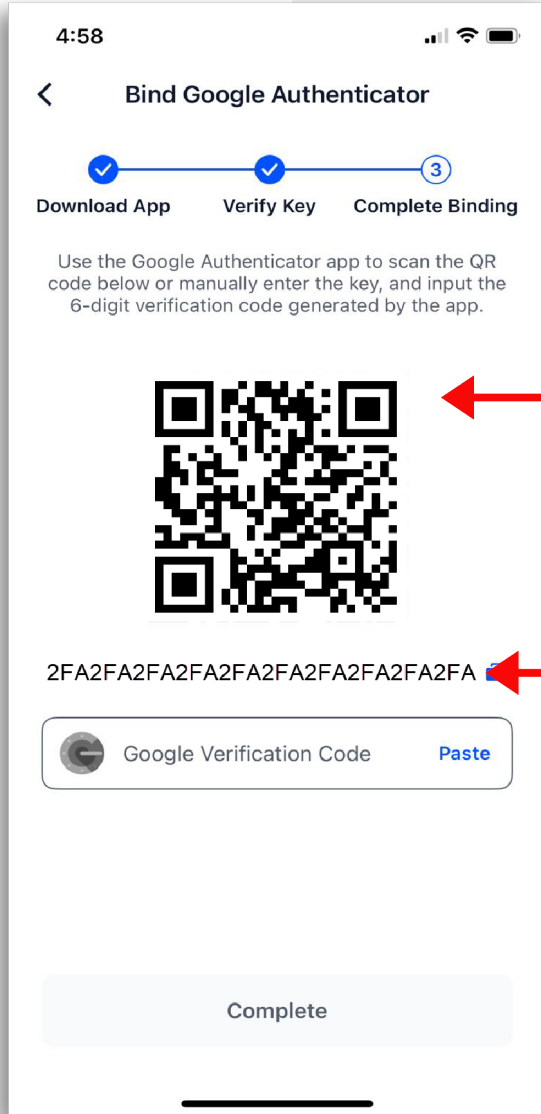 4:58
Bind Google Authenticator
3
Download App Verify Key Complete Binding
Use the Google Authenticator app to scan the QR
code below or manually enter the key, and input the
6-digit verification code generated by the app.
2FA2FA2FA2FA2FA2FA2FA2FA2FA2FA
Google Verification Code Paste
Complete